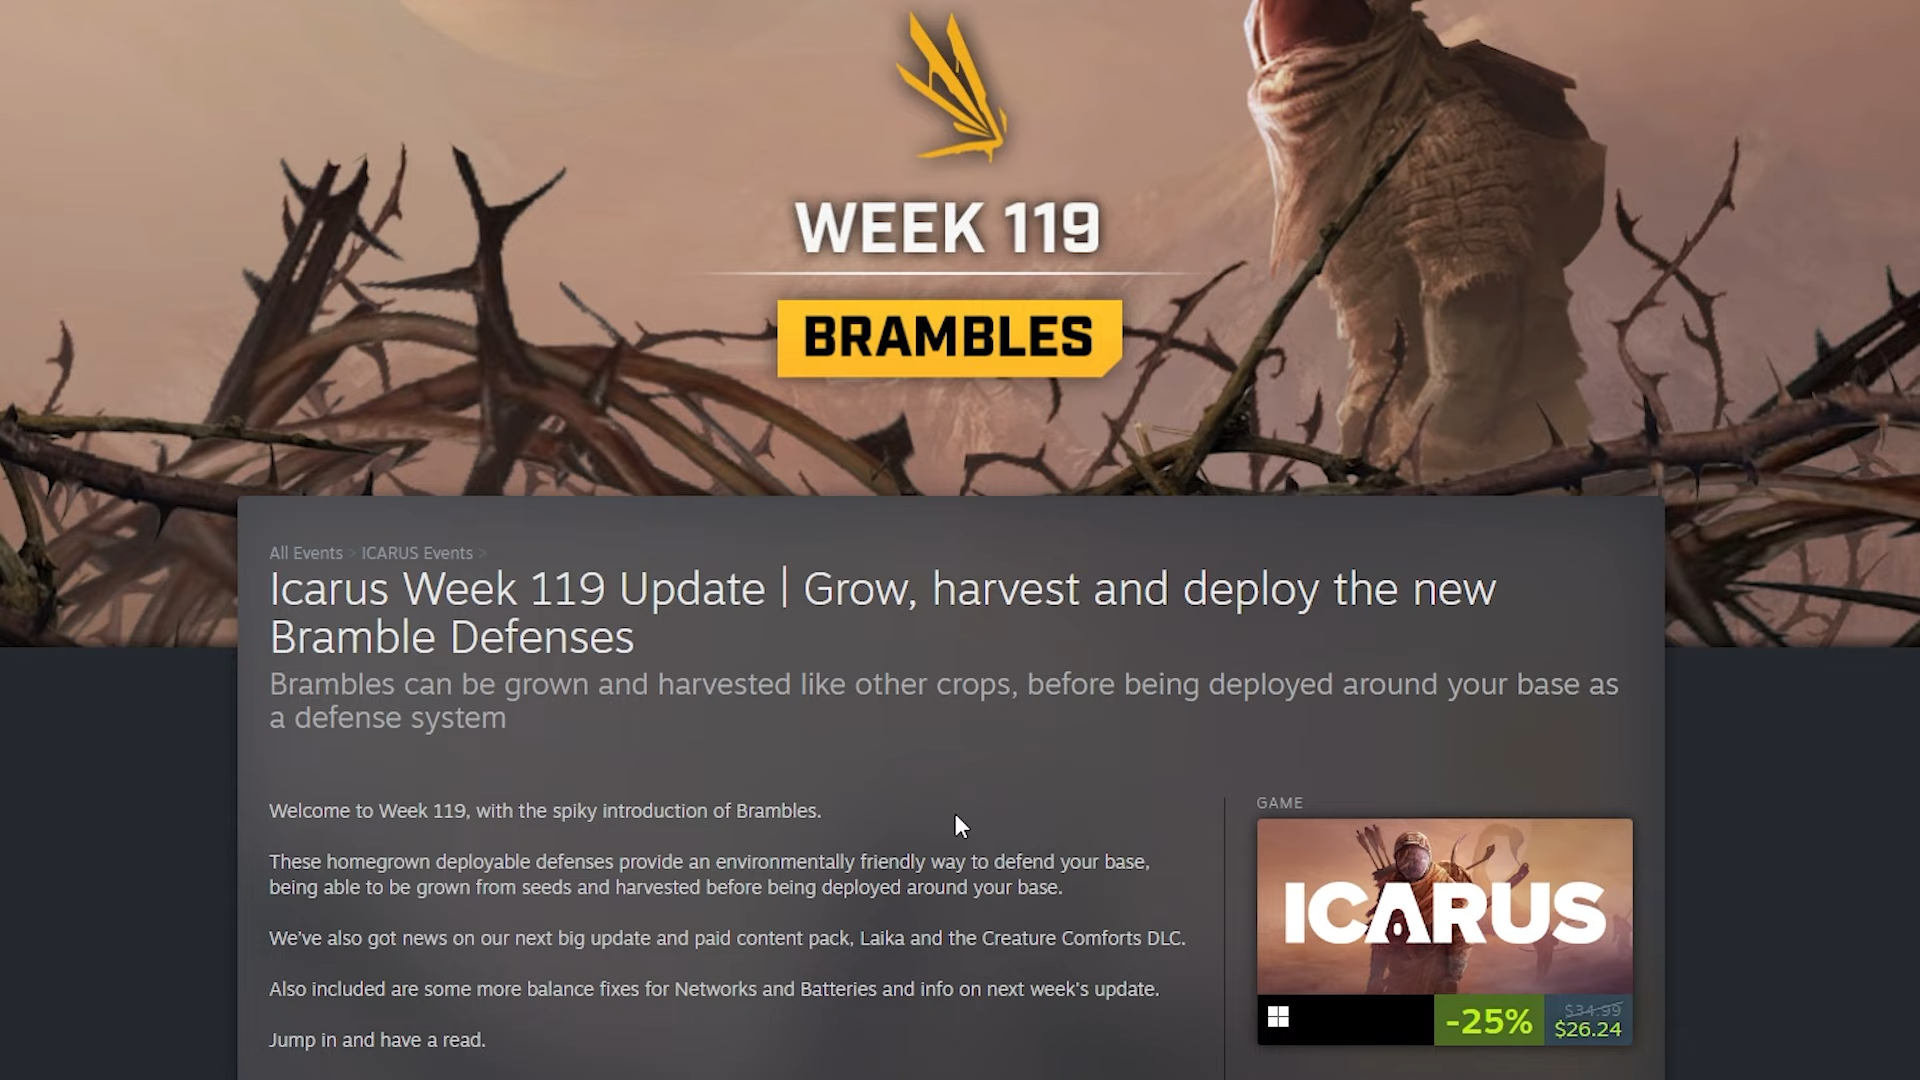 WEEK 119
BRAMBLES
All Events > ICARUS Events >
Icarus Week 119 Update | Grow, harvest and deploy the new
Bramble Defenses
Brambles can be grown and harvested like other crops, before being deployed around your base as
a defense system
Welcome to Week 119, with the spiky introduction of Brambles.
These homegrown deployable defenses provide an environmentally friendly way to defend your base,
being able to be grown from seeds and harvested before being deployed around your base.
We've also got news on our next big update and paid content pack, Laika and the Creature Comforts DLC.
Also included are some more balance fixes for Networks and Batteries and info on next week's update.
Jump in and have a read.
GAME
ICARUS
-25%
$34.99
$26.24